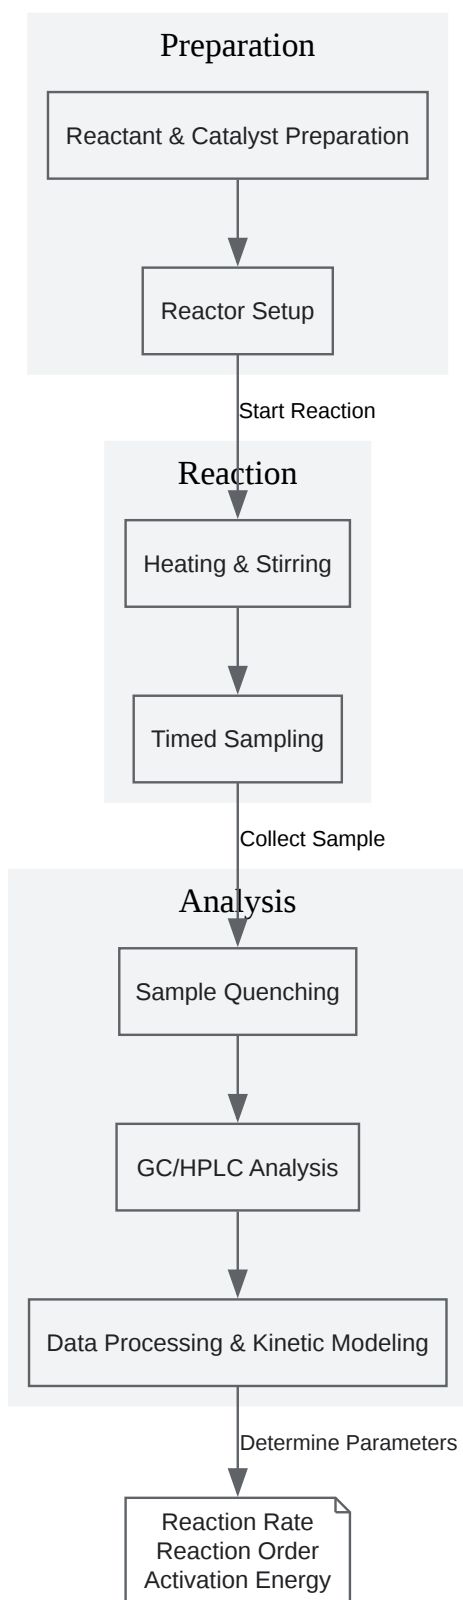 Preparation
Reactant & Catalyst Preparation
Reactor Setup
Start Reaction
Reaction
Heating & Stirring
Timed Sampling
Collect Sample
Analysis
Sample Quenching
GC/HPLC Analysis
Data Processing & Kinetic Modeling
Determine Parameters
Reaction Rate
Reaction Order
Activation Energy